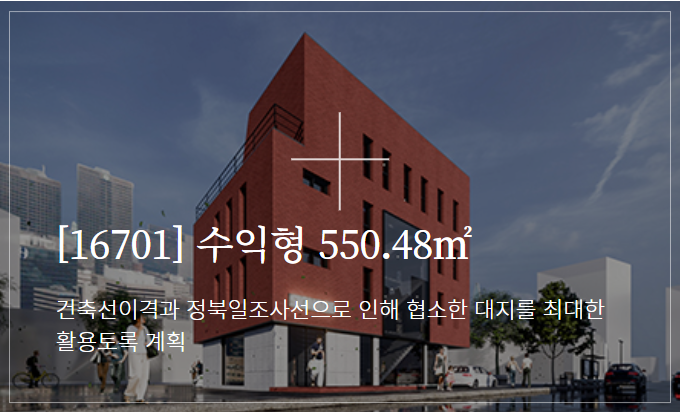 [16701] 수익형 550.48㎡
건축선이격과 정북일조사선으로 인해 협소한 대지를 최대한
활용토록 계획